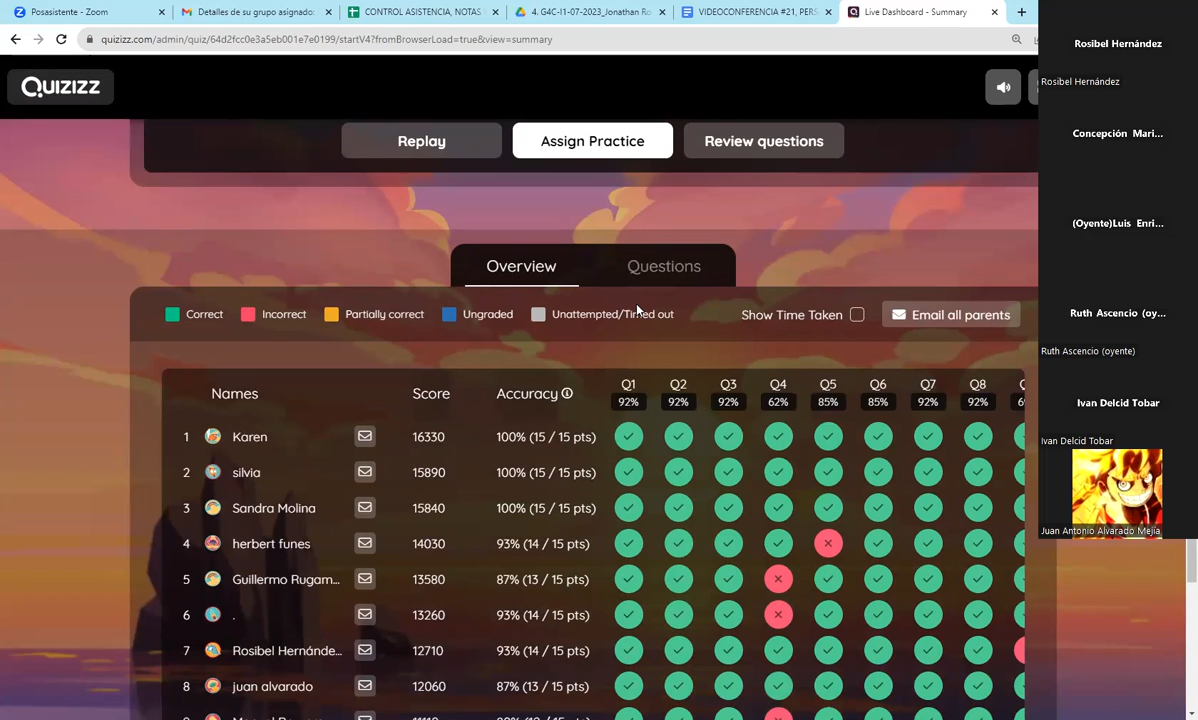 Posasistente - Zoom
Detalles de su grupo asignado:
CONTROL ASISTENCIA, NOTAS
4. G4C-I1-07-2023_Jonathan Ro
VIDEOCONFERENCIA #21, PER
Live Dashboard - Summary
quizizz.com/admin/quiz/64d2fcc0e3a5eb001e7e0199/startV4?fromBrowserLoad=true&view=summary
Quizizz
Replay
Assign Practice
Review questions
Overview
Questions
Correct
Incorrect
Partially correct
Ungraded
Unattempted/Timed out
Show Time Taken
Email all parents
Names Score Accuracy Q1 Q2 Q3 Q4 Q5 Q6 Q7 Q8
92% 92% 92% 62% 85% 85% 92% 92%
1 Karen 16330 100% (15 / 15 pts)
2 silvia 15890 100% (15 / 15 pts)
3 Sandra Molina 15840 100% (15 / 15 pts)
4 herbert funes 14030 93% (14 / 15 pts)
5 Guillermo Rugam... 13580 87% (13 / 15 pts)
6 . 13260 93% (14 / 15 pts)
7 Rosibel Hernánde... 12710 93% (14 / 15 pts)
8 juan alvarado 12060 87% (13 / 15 pts)
Rosibel Hernández
Rosibel Hernández
Concepción Mari...
(Oyente)Luis Enri...
Ruth Ascencio (oy...
Ruth Ascencio (oyente)
Ivan Delcid Tobar
Ivan Delcid Tobar
Juan Antonio Alvarado Mejía